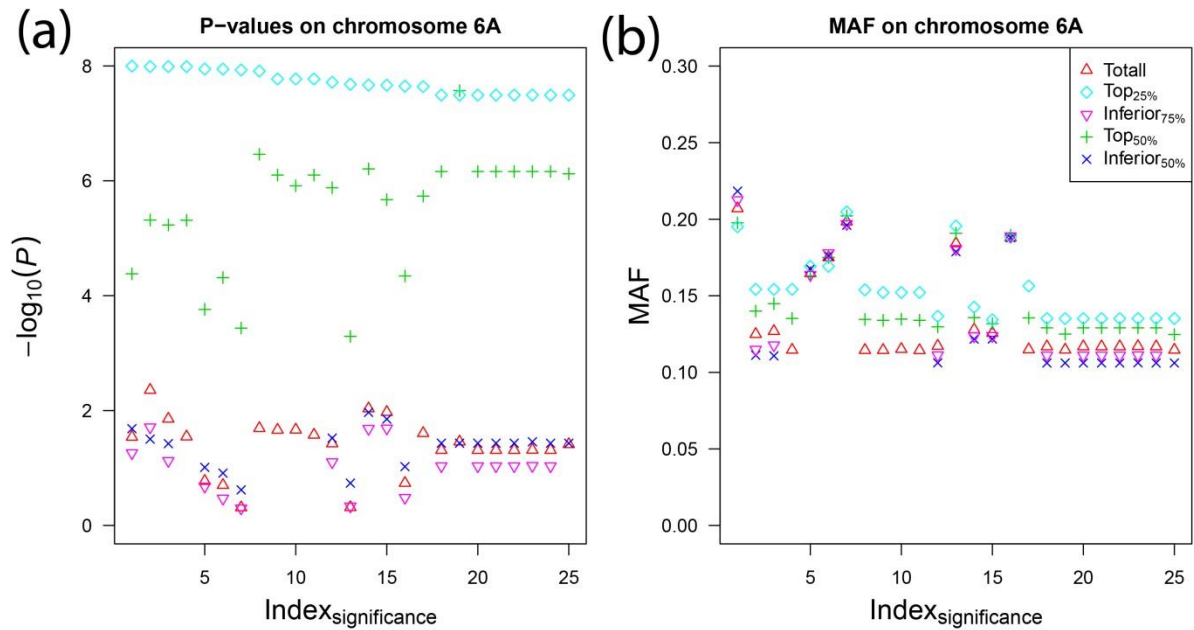 (a)
P−values on chromosome 6A
−log10(P)
8
6
4
2
0
5 10 15 20 25
Indexsignificance
(b)
MAF on chromosome 6A
MAF
0.30
0.25
0.20
0.15
0.10
0.05
0.00
Totall
Top25%
Inferior75%
Top50%
Inferior50%
5 10 15 20 25
Indexsignificance